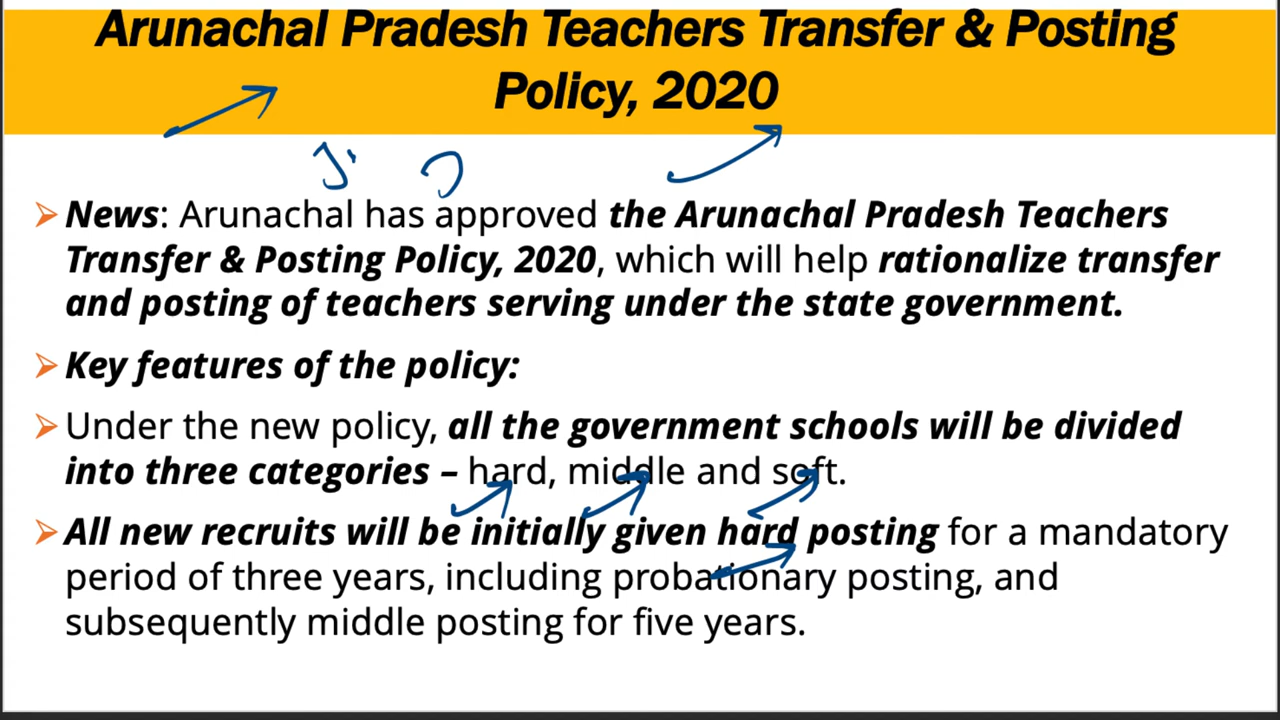 Arunachal Pradesh Teachers Transfer & Posting
Policy, 2020
➢ News: Arunachal has approved the Arunachal Pradesh Teachers
Transfer & Posting Policy, 2020, which will help rationalize transfer
and posting of teachers serving under the state government.
➢ Key features of the policy:
➢ Under the new policy, all the government schools will be divided
into three categories – hard, middle and soft.
➢ All new recruits will be initially given hard posting for a mandatory
period of three years, including probationary posting, and
subsequently middle posting for five years.